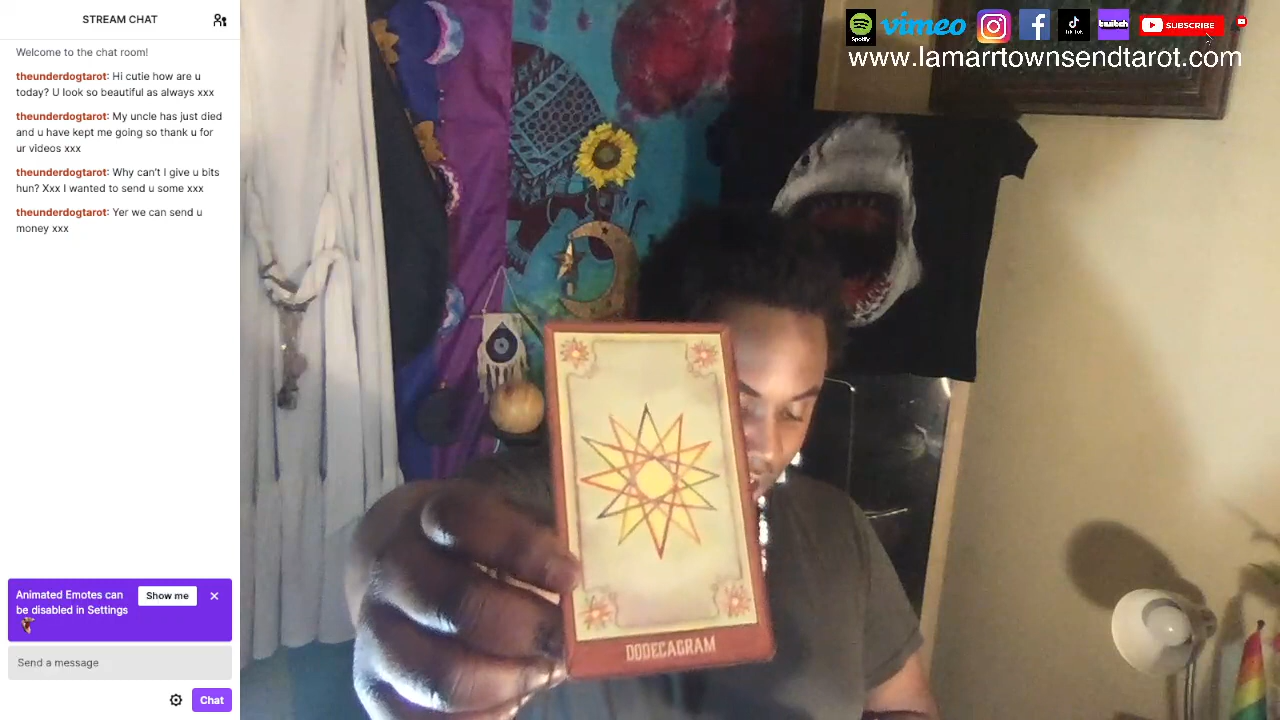 STREAM CHAT
Welcome to the chat room!
theunderdogtarot: Hi cutie how are u
today? U look so beautiful as always xxx
theunderdogtarot: My uncle has just died
and u have kept me going so thank u for
ur videos xxx
theunderdogtarot: Why can't I give u bits
hun? Xxx I wanted to send u some xxx
theunderdogtarot: Yer we can send u
money xxx
Animated Emotes can
be disabled in Settings
Show me
Send a message
Chat
Spotify
vimeo
TikTok
twitch
SUBSCRIBE
www.lamarrtownsendtarot.com
DODECAGRAM